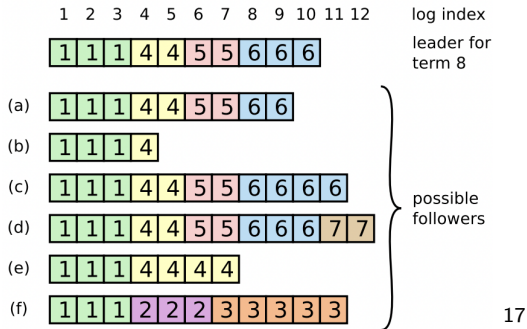 1 2 3 4 5 6 7 8 9 10 11 12 log index
1 1 1 4 4 5 5 6 6 6 leader for
term 8
(a) 1 1 1 4 4 5 5 6 6
(b) 1 1 1 4
(c) 1 1 1 4 4 5 5 6 6 6 6
possible
followers
(d) 1 1 1 4 4 5 5 6 6 6 7 7
(e) 1 1 1 4 4 4 4
(f) 1 1 1 2 2 2 3 3 3 3 3
17